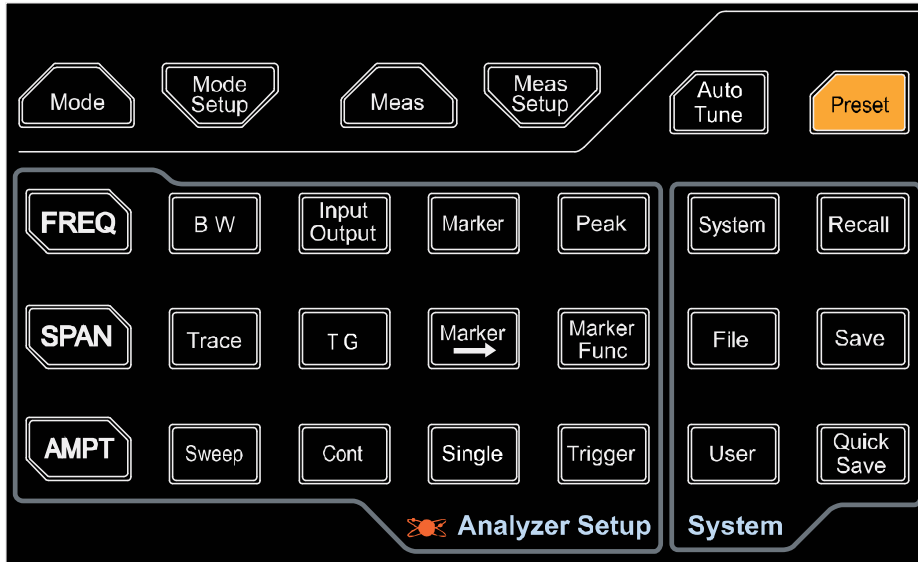 Mode
Mode
Setup
Meas
Meas
Setup
Auto
Tune
Preset
FREQ
B W
Input
Output
Marker
Peak
System
Recall
SPAN
Trace
T G
Marker
Marker
Func
File
Save
AMPT
Sweep
Cont
Single
Trigger
User
Quick
Save
Analyzer Setup
System